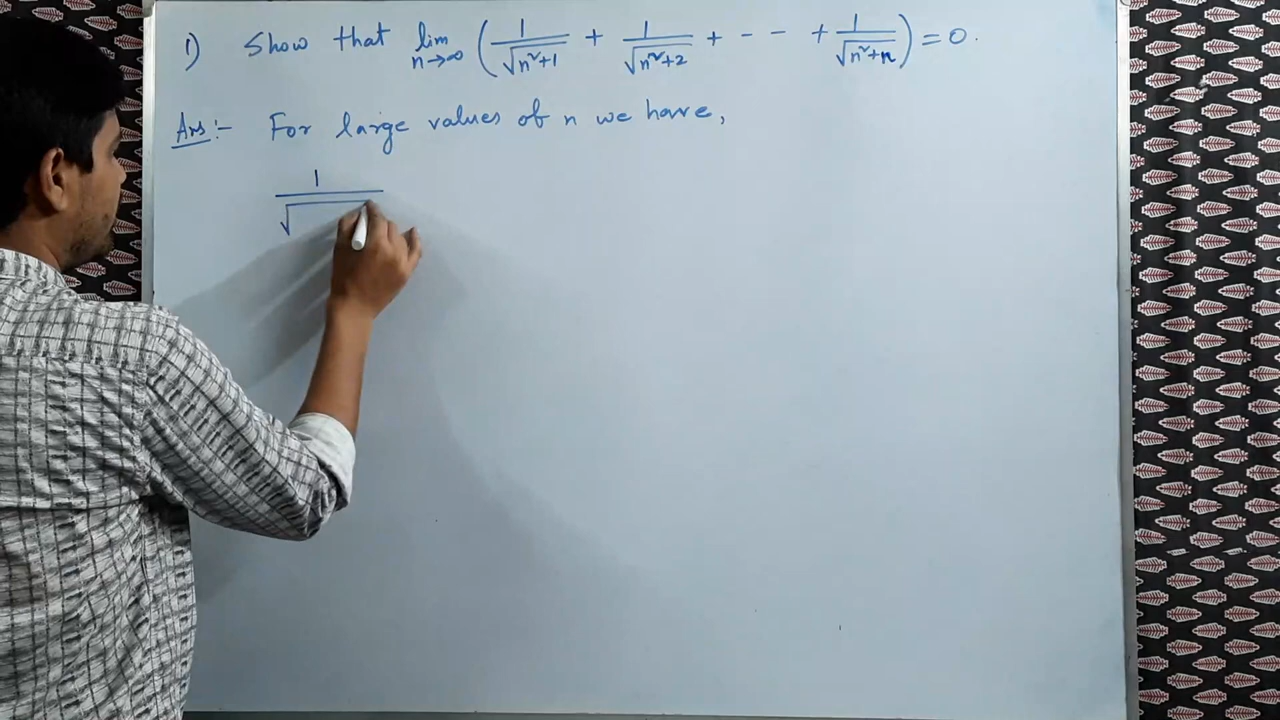 1) Show that lim n→∞ (1/√n²+1 + 1/√n²+2 + - - + 1/√n²+n) = 0.
Ans :- For large values of n we have,
1/√